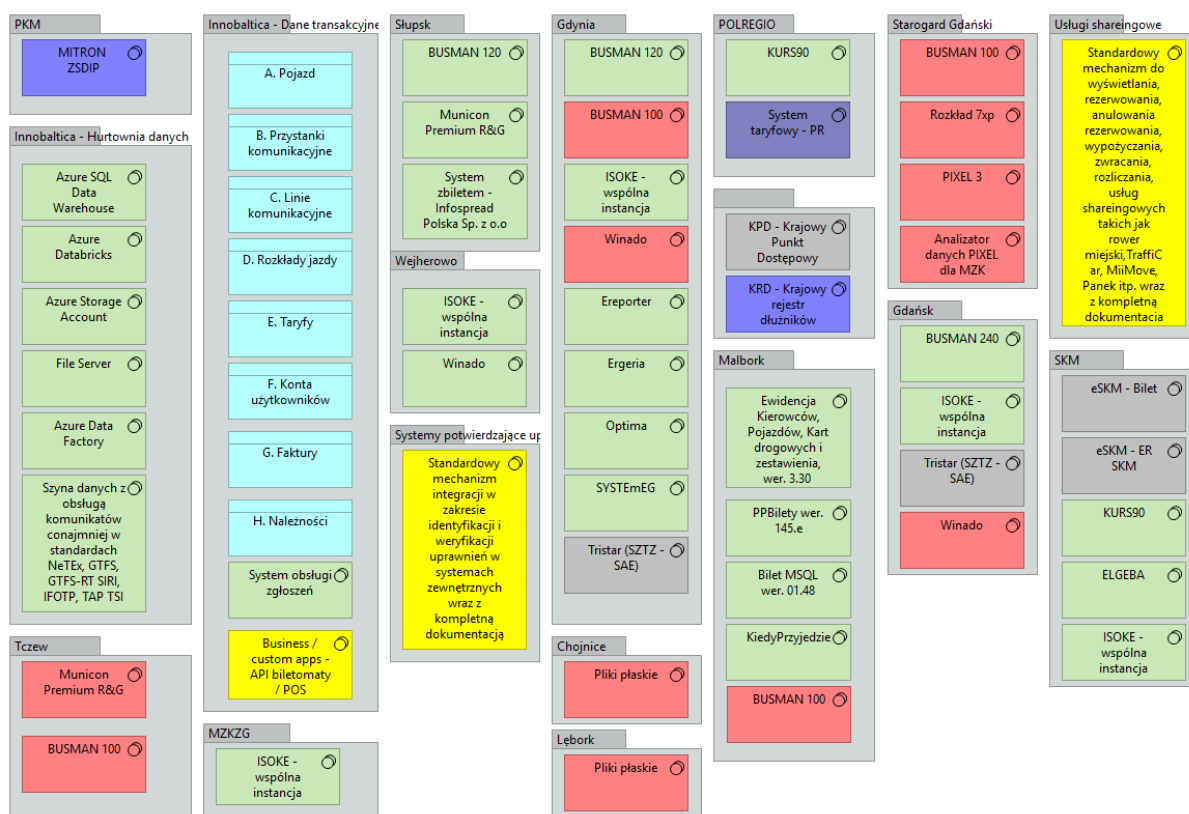 PKM
MITRON
ZSDIP
Innobaltica - Hurtownia danych
Azure SQL
Data
Warehouse
Azure
Databricks
Azure Storage
Account
File Server
Azure Data
Factory
Szyna danych z
obsługą
komunikatów
conajmniej w
standardach
NeTEx, GTFS,
GTFS-RT SIRI,
IFOTP, TAP TSI
Tczew
Municon
Premium R&G
BUSMAN 100
Innobaltica - Dane transakcyjne
A. Pojazd
B. Przystanki
komunikacyjne
C. Linie
komunikacyjne
D. Rozkłady jazdy
E. Taryfy
F. Konta
użytkowników
G. Faktury
H. Należności
System obsługi
zgłoszeń
Business /
custom apps -
API biletomaty
/ POS
MZKZG
ISOKE -
wspólna
instancja
Słupsk
BUSMAN 120
Municon
Premium R&G
System
zbiletem -
Infospread
Polska Sp. z o.o
Wejherowo
ISOKE -
wspólna
instancja
Winado
Systemy potwierdzające up
Standardowy
mechanizm
integracji w
zakresie
identyfikacji i
weryfikacji
uprawnień w
systemach
zewnętrznych
wraz z
kompletną
dokumentacją
Gdynia
BUSMAN 120
BUSMAN 100
ISOKE -
wspólna
instancja
Winado
Ereporter
Ergeria
Optima
SYSTEmEG
Tristar (SZTZ -
SAE)
Chojnice
Pliki płaskie
Lębork
Pliki płaskie
POLREGIO
KURS90
System
taryfowy - PR
KPD - Krajowy
Punkt
Dostępowy
KRD - Krajowy
rejestr
dłużników
Malbork
Ewidencja
Kierowców,
Pojazdów, Kart
drogowych i
zestawienia,
wer. 3.30
PPBilety wer.
145.e
Bilet MSQL
wer. 01.48
KiedyPrzyjedzie
BUSMAN 100
Starogard Gdański
BUSMAN 100
Rozkład 7xp
PIXEL 3
Analizator
danych PIXEL
dla MZK
Gdańsk
BUSMAN 240
ISOKE -
wspólna
instancja
Tristar (SZTZ -
SAE)
Winado
Usługi shareingowe
Standardowy
mechanizm do
wyświetlania,
rezerwowania,
anulowania
rezerwowania,
wypożyczania,
zwracania,
rozliczania,
usług
shareingowych
takich jak
rower
miejski,TraffiC
ar, MiiMove,
Panek itp. wraz
z kompletną
dokumentacia
SKM
eSKM - Bilet
eSKM - ER
SKM
KURS90
ELGEBA
ISOKE -
wspólna
instancja